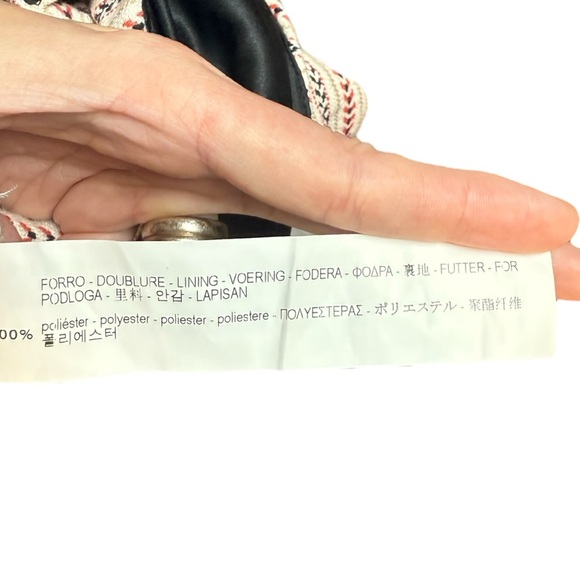 FORRO - DOUBLURE - LINING - VOERING - FODERA - ΦΟΔΡΑ - 裏地 - FUTTER - FOR
PODLOGA - 里料 - 안감 - LAPISAN
00% poliéster - polyester - poliester - poliestere - ΠΟΛΥΕΣΤΕΡΑΣ - ポリエステル - 聚酯纤维
폴리에스터